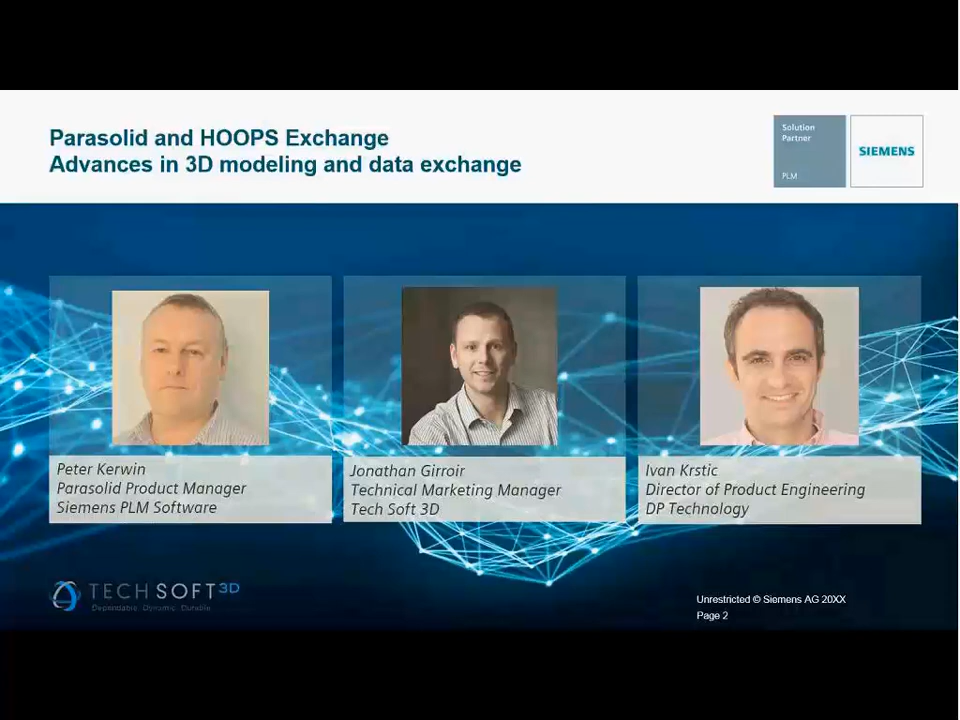 Parasolid and HOOPS Exchange
Advances in 3D modeling and data exchange
Solution
Partner
PLM
SIEMENS
Peter Kerwin
Parasolid Product Manager
Siemens PLM Software
Jonathan Girroir
Technical Marketing Manager
Tech Soft 3D
Ivan Krstic
Director of Product Engineering
DP Technology
TECH SOFT 3D
Dependable. Dynamic. Durable.
Unrestricted © Siemens AG 20XX
Page 2